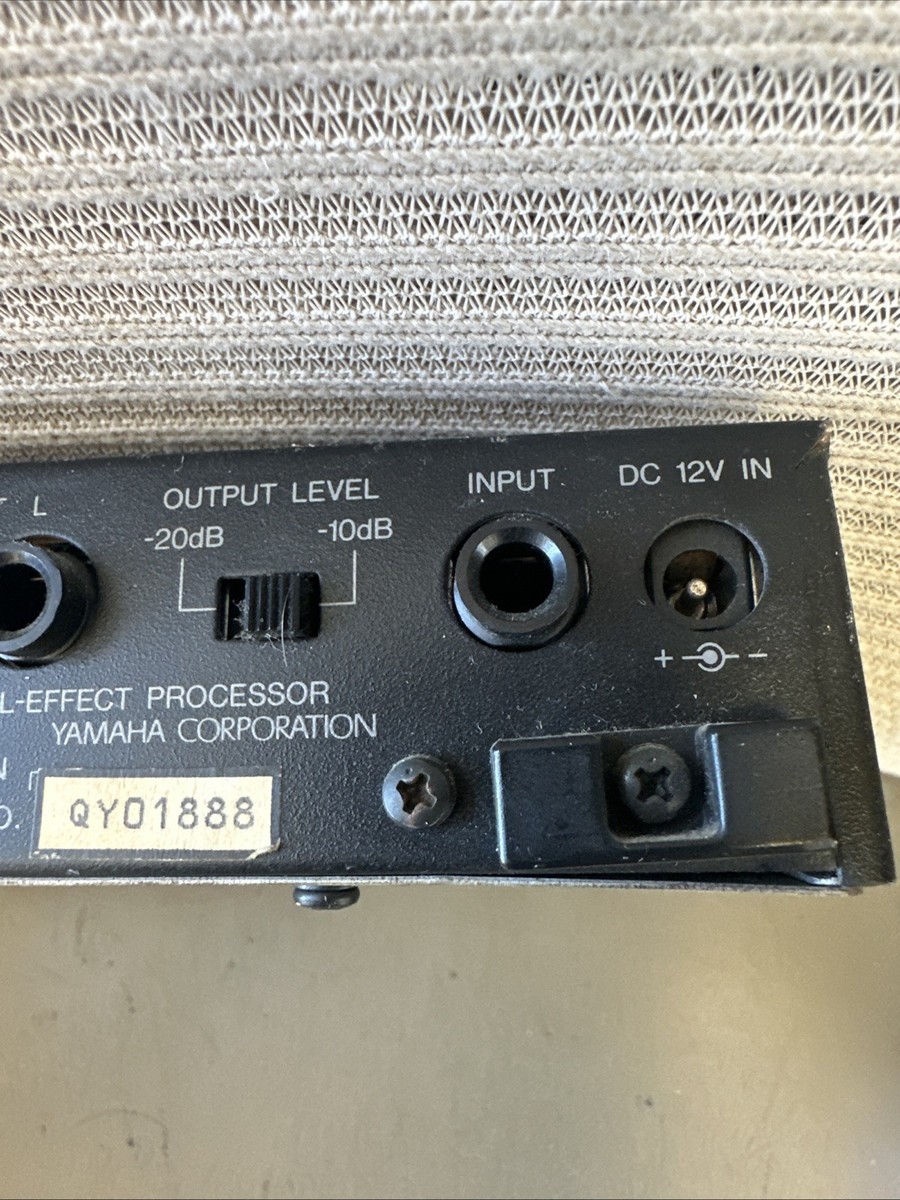 OUTPUT LEVEL
INPUT
DC 12V IN
L
-20dB
-10dB
+ -
L-EFFECT PROCESSOR
YAMAHA CORPORATION
QY01888